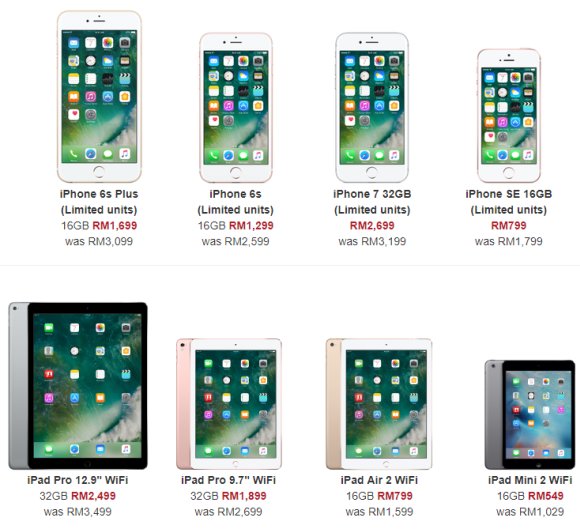 iPhone 6s Plus
(Limited units)
16GB RM1,699
was RM3,099
iPhone 6s
(Limited units)
16GB RM1,299
was RM2,599
iPhone 7 32GB
(Limited units)
RM2,699
was RM3,199
iPhone SE 16GB
(Limited units)
RM799
was RM1,799
iPad Pro 12.9" WiFi
32GB RM2,499
was RM3,499
iPad Pro 9.7" WiFi
32GB RM1,899
was RM2,699
iPad Air 2 WiFi
16GB RM799
was RM1,599
iPad Mini 2 WiFi
16GB RM549
was RM1,029